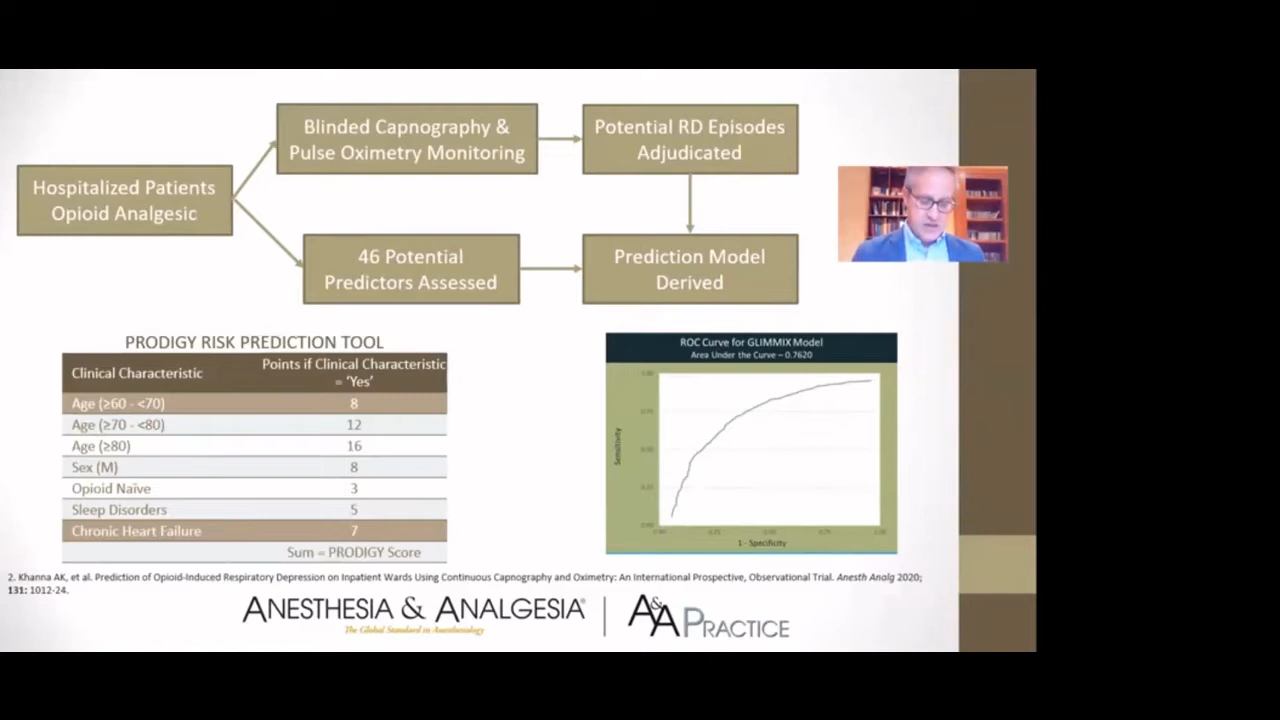 Hospitalized Patients
Opioid Analgesic
Blinded Capnography &
Pulse Oximetry Monitoring
Potential RD Episodes
Adjudicated
46 Potential
Predictors Assessed
Prediction Model
Derived
PRODIGY RISK PREDICTION TOOL
Clinical Characteristic Points if Clinical Characteristic
= 'Yes'
Age (≥60 - <70) 8
Age (≥70 - <80) 12
Age (≥80) 16
Sex (M) 8
Opioid Naïve 3
Sleep Disorders 5
Chronic Heart Failure 7
Sum = PRODIGY Score
ROC Curve for GLIMMIX Model
Area Under the Curve – 0.7620
Sensitivity
1 - Specificity
2. Khanna AK, et al. Prediction of Opioid-Induced Respiratory Depression on Inpatient Wards Using Continuous Capnography and Oximetry: An International Prospective, Observational Trial. Anesth Analg 2020;
131: 1012-24.
ANESTHESIA & ANALGESIA®
The Global Standard in Anesthesiology
A&A PRACTICE